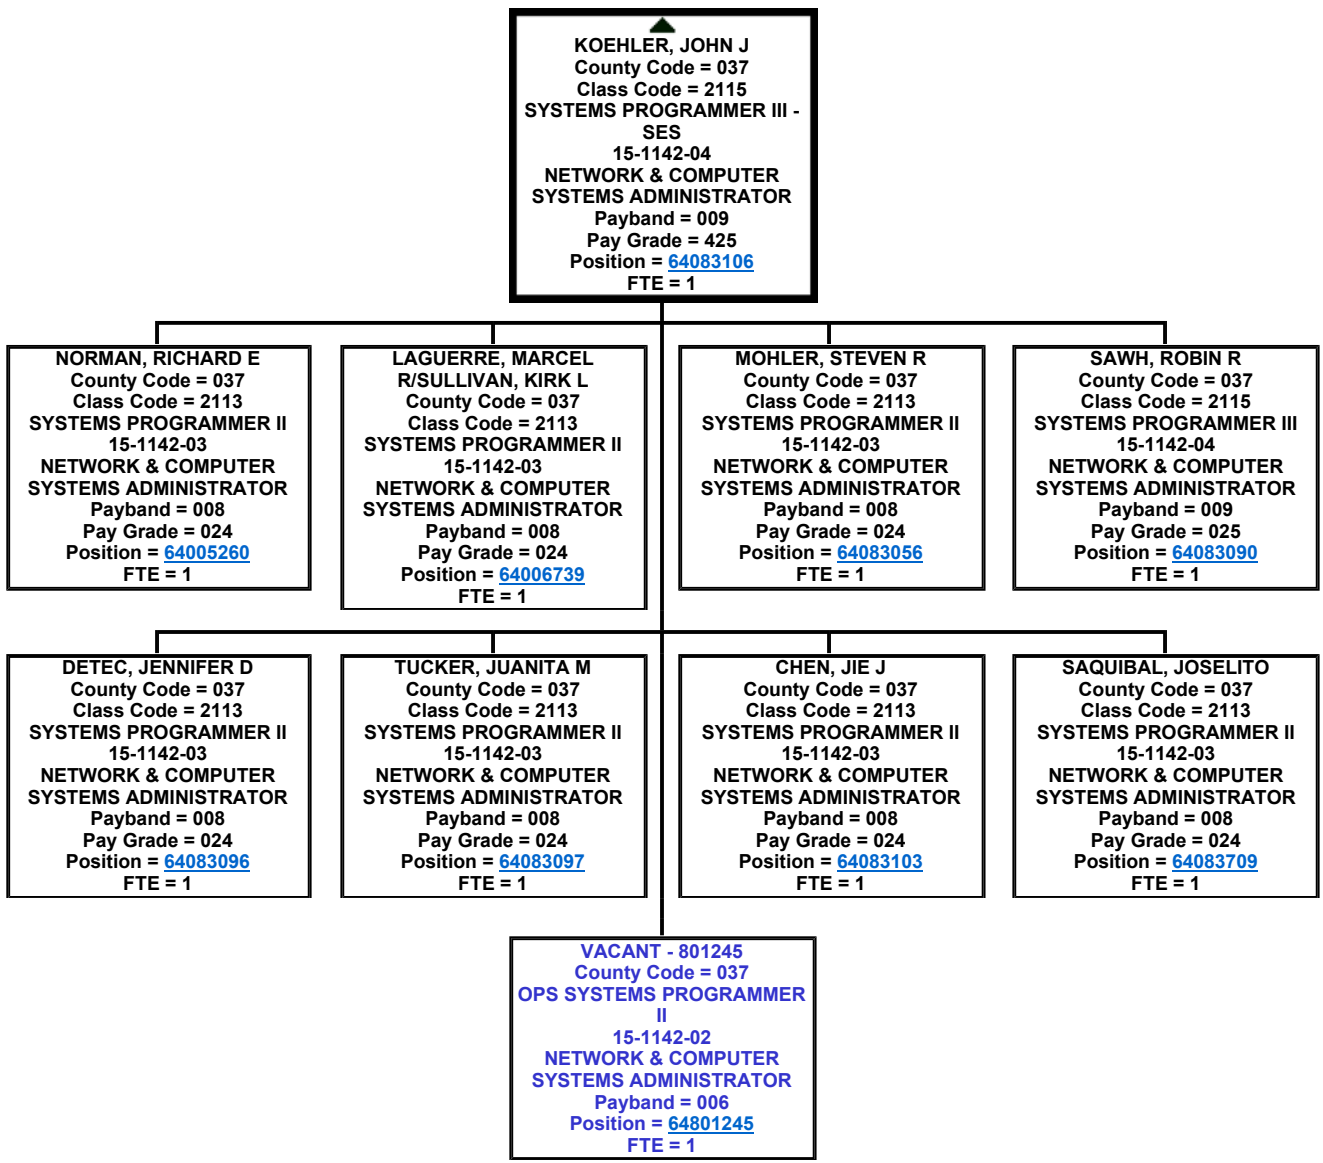 KOEHLER, JOHN J
County Code = 037
Class Code = 2115
SYSTEMS PROGRAMMER III -
SES
15-1142-04
NETWORK & COMPUTER
SYSTEMS ADMINISTRATOR
Payband = 009
Pay Grade = 425
Position = 64083106
FTE = 1
NORMAN, RICHARD E
County Code = 037
Class Code = 2113
SYSTEMS PROGRAMMER II
15-1142-03
NETWORK & COMPUTER
SYSTEMS ADMINISTRATOR
Payband = 008
Pay Grade = 024
Position = 64005260
FTE = 1
LAGUERRE, MARCEL
R/SULLIVAN, KIRK L
County Code = 037
Class Code = 2113
SYSTEMS PROGRAMMER II
15-1142-03
NETWORK & COMPUTER
SYSTEMS ADMINISTRATOR
Payband = 008
Pay Grade = 024
Position = 64006739
FTE = 1
MOHLER, STEVEN R
County Code = 037
Class Code = 2113
SYSTEMS PROGRAMMER II
15-1142-03
NETWORK & COMPUTER
SYSTEMS ADMINISTRATOR
Payband = 008
Pay Grade = 024
Position = 64083056
FTE = 1
SAWH, ROBIN R
County Code = 037
Class Code = 2115
SYSTEMS PROGRAMMER III
15-1142-04
NETWORK & COMPUTER
SYSTEMS ADMINISTRATOR
Payband = 009
Pay Grade = 025
Position = 64083090
FTE = 1
DETEC, JENNIFER D
County Code = 037
Class Code = 2113
SYSTEMS PROGRAMMER II
15-1142-03
NETWORK & COMPUTER
SYSTEMS ADMINISTRATOR
Payband = 008
Pay Grade = 024
Position = 64083096
FTE = 1
TUCKER, JUANITA M
County Code = 037
Class Code = 2113
SYSTEMS PROGRAMMER II
15-1142-03
NETWORK & COMPUTER
SYSTEMS ADMINISTRATOR
Payband = 008
Pay Grade = 024
Position = 64083097
FTE = 1
CHEN, JIE J
County Code = 037
Class Code = 2113
SYSTEMS PROGRAMMER II
15-1142-03
NETWORK & COMPUTER
SYSTEMS ADMINISTRATOR
Payband = 008
Pay Grade = 024
Position = 64083103
FTE = 1
SAQUIBAL, JOSELITO
County Code = 037
Class Code = 2113
SYSTEMS PROGRAMMER II
15-1142-03
NETWORK & COMPUTER
SYSTEMS ADMINISTRATOR
Payband = 008
Pay Grade = 024
Position = 64083709
FTE = 1
VACANT - 801245
County Code = 037
OPS SYSTEMS PROGRAMMER
II
15-1142-02
NETWORK & COMPUTER
SYSTEMS ADMINISTRATOR
Payband = 006
Position = 64801245
FTE = 1